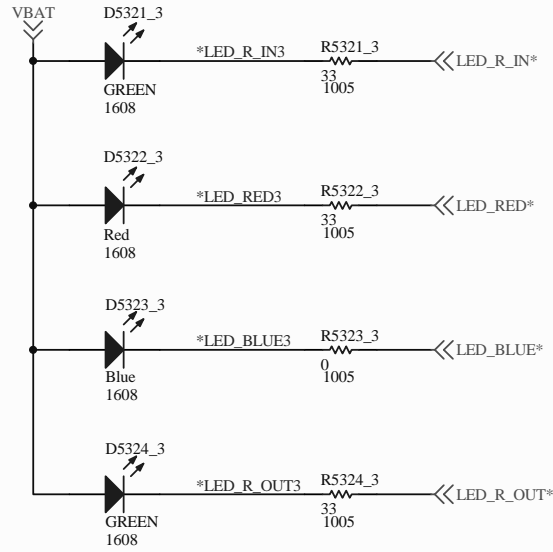 VBAT
D5321_3
*LED_R_IN3
R5321_3
LED_R_IN*
GREEN
1608
33
1005
D5322_3
*LED_RED3
R5322_3
LED_RED*
Red
1608
33
1005
D5323_3
*LED_BLUE3
R5323_3
LED_BLUE*
Blue
1608
0
1005
D5324_3
*LED_R_OUT3
R5324_3
LED_R_OUT*
GREEN
1608
33
1005